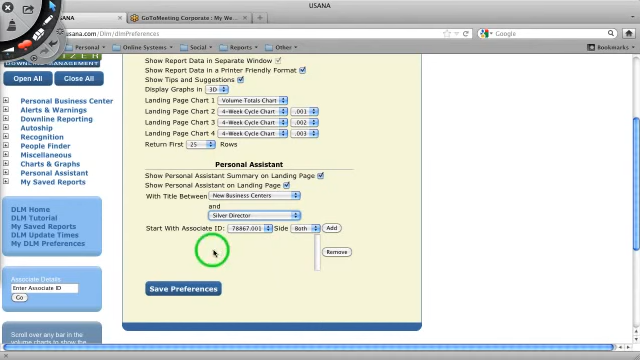 USANA
GoToMeeting Corporate : My We...
usana.com/Dlm/dlmPreferences
Google
Personal
Online Systems
Social
Reports
Other
Bookmarks
DOWNLINE MANAGEMENT
Open All
Close All
Personal Business Center
Alerts & Warnings
Downline Reporting
Autoship
Recognition
People Finder
Miscellaneous
Charts & Graphs
Personal Assistant
My Saved Reports
DLM Home
DLM Tutorial
My Saved Reports
DLM Update Times
My DLM Preferences
Associate Details
Enter Associate ID
Go
Scroll over any bar in the
volume chart to see
Show Report Data in Separate Window
Show Report Data in a Printer Friendly Format
Show Tips and Suggestions
Display Graphs in 3D
Landing Page Chart 1 Volume Totals Chart
Landing Page Chart 2 4-Week Cycle Chart .001
Landing Page Chart 3 4-Week Cycle Chart .002
Landing Page Chart 4 4-Week Cycle Chart .003
Return First 25 Rows
Personal Assistant
Show Personal Assistant Summary on Landing Page
Show Personal Assistant on Landing Page
With Title Between New Business Centers
and
Silver Director
Start With Associate ID: 78867.001 Side Both Add
Remove
Save Preferences